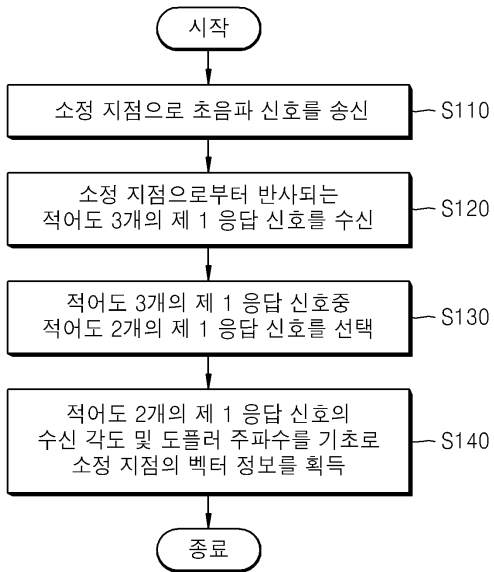 시작
소정 지점으로 초음파 신호를 송신
S110
소정 지점으로부터 반사되는
적어도 3개의 제 1 응답 신호를 수신
S120
적어도 3개의 제 1 응답 신호중
적어도 2개의 제 1 응답 신호를 선택
S130
적어도 2개의 제 1 응답 신호의
수신 각도 및 도플러 주파수를 기초로
소정 지점의 벡터 정보를 획득
S140
종료